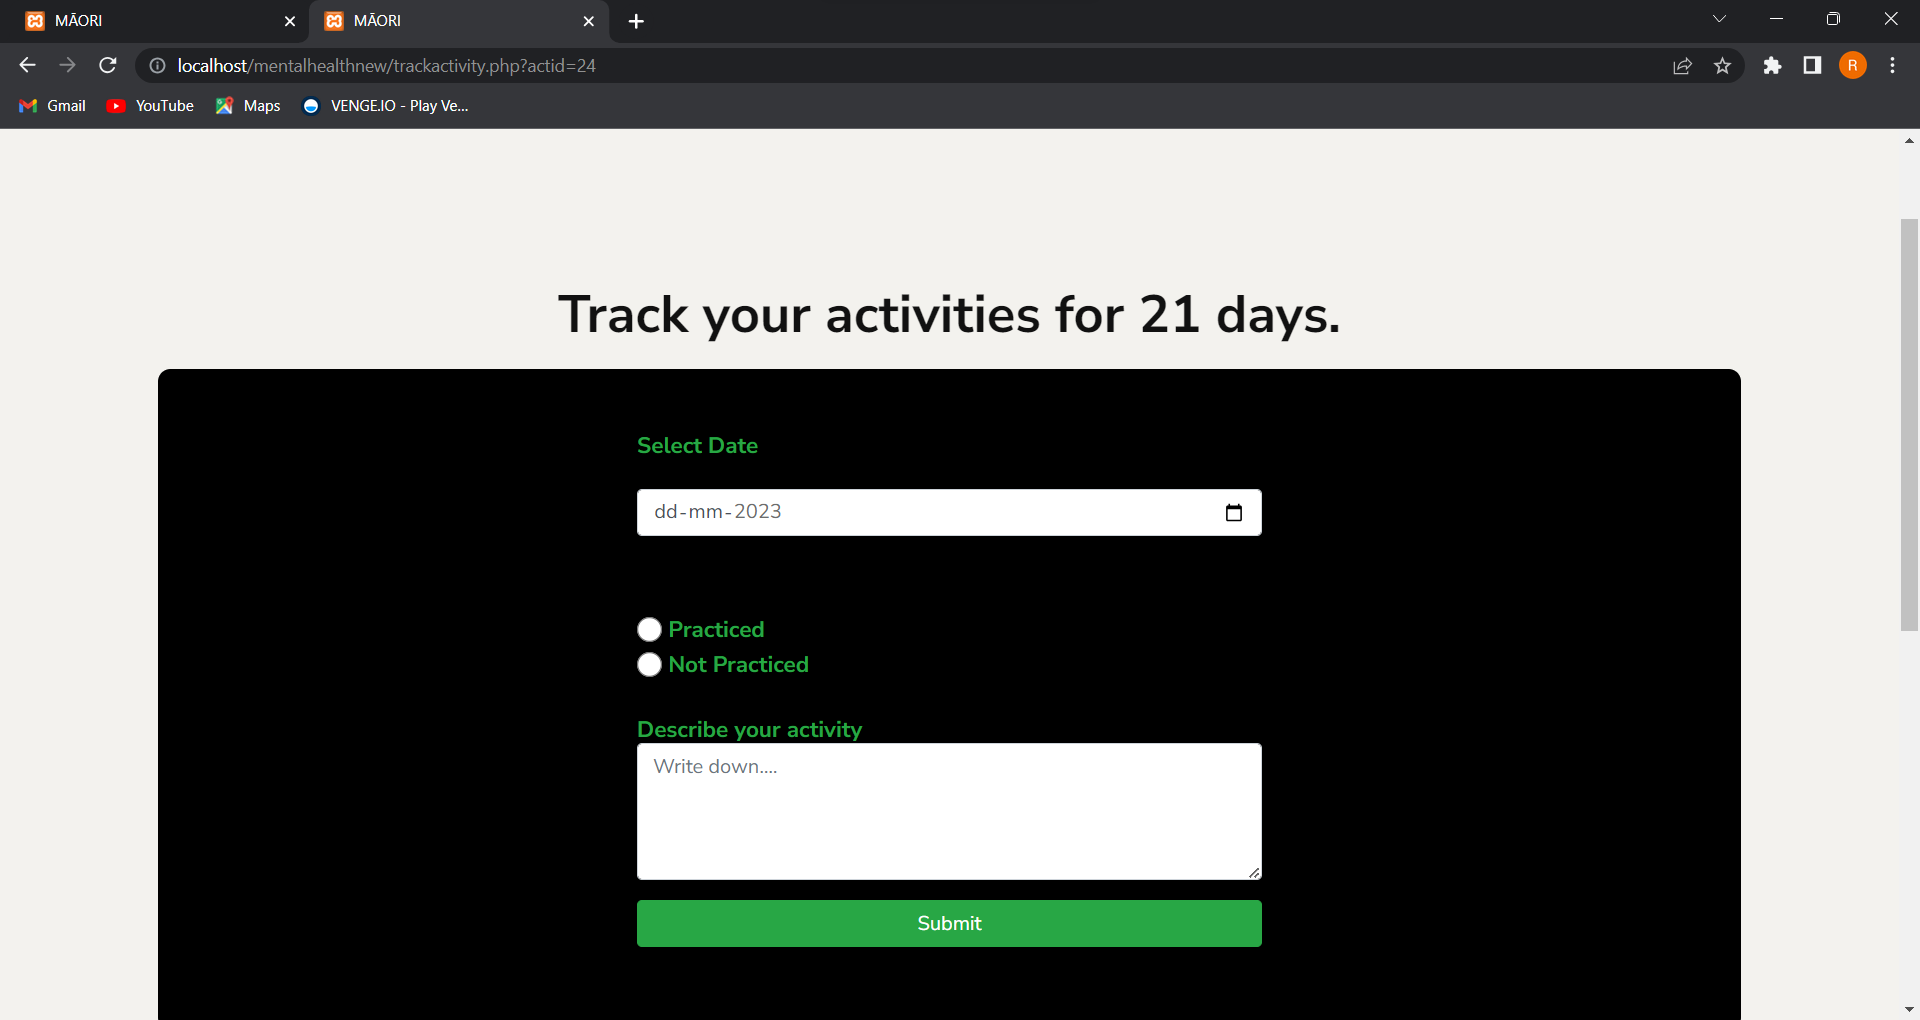 MĀORI
MĀORI
localhost/mentalhealthnew/trackactivity.php?actid=24
R
Gmail
YouTube
Maps
VENGE.IO - Play Ve...
Track your activities for 21 days.
Select Date
dd-mm-2023
Practiced
Not Practiced
Describe your activity
Write down....
Submit